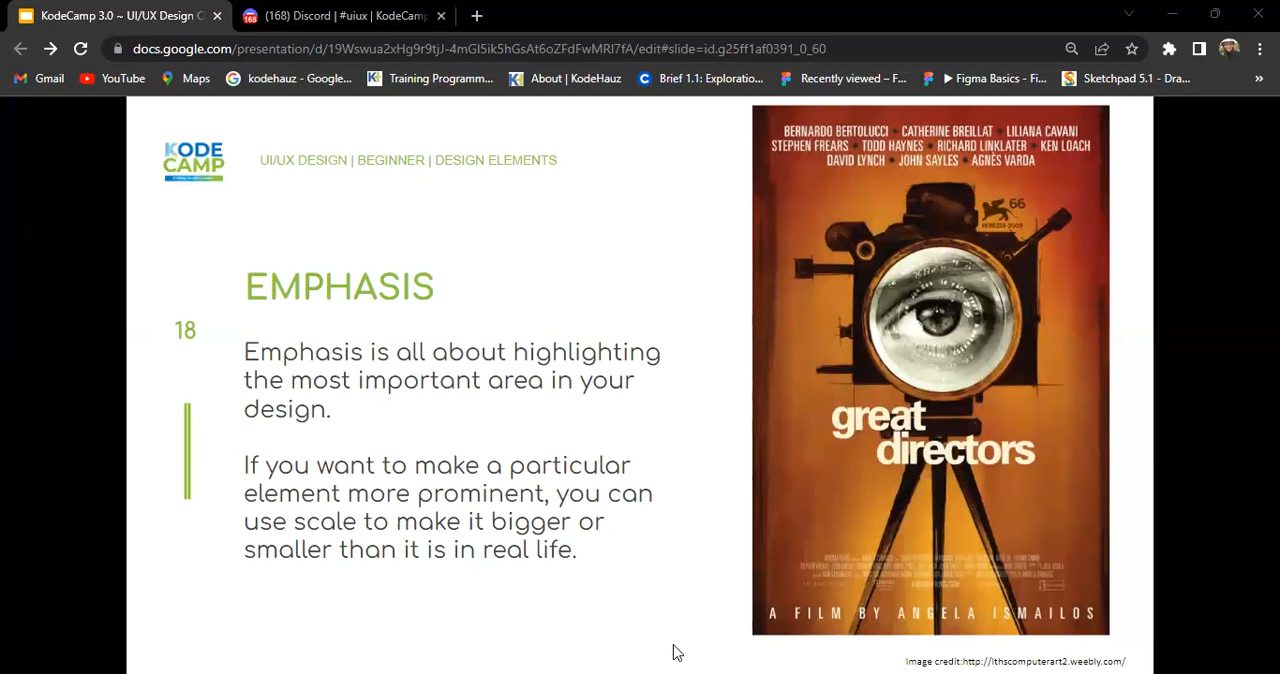 KodeCamp 3.0 ~ UI/UX Design C
(168) Discord | #uiux | KodeCamp
docs.google.com/presentation/d/19Wswua2xHg9r9tjJ-4mGl5ik5hGsAt6oZFdFwMRl7fA/edit#slide=id.g25ff1af0391_0_60
Gmail YouTube Maps kodehauz - Google... Training Programm... About | KodeHauz Brief 1.1: Exploratio... Recently viewed – F... Figma Basics - Fi... Sketchpad 5.1 - Dra... »
KODE
CAMP
UI/UX DESIGN | BEGINNER | DESIGN ELEMENTS
EMPHASIS
18
Emphasis is all about highlighting
the most important area in your
design.
If you want to make a particular
element more prominent, you can
use scale to make it bigger or
smaller than it is in real life.
BERNARDO BERTOLUCCI • CATHERINE BREILLAT • LILIANA CAVANI
STEPHEN FREARS • TODD HAYNES • RICHARD LINKLATER • KEN LOACH
DAVID LYNCH • JOHN SAYLES • AGNÈS VARDA
66
VENEZIA 2009
great
directors
A FILM BY ANGELA ISMAILOS
Image credit:http://lthscomputerart2.weebly.com/